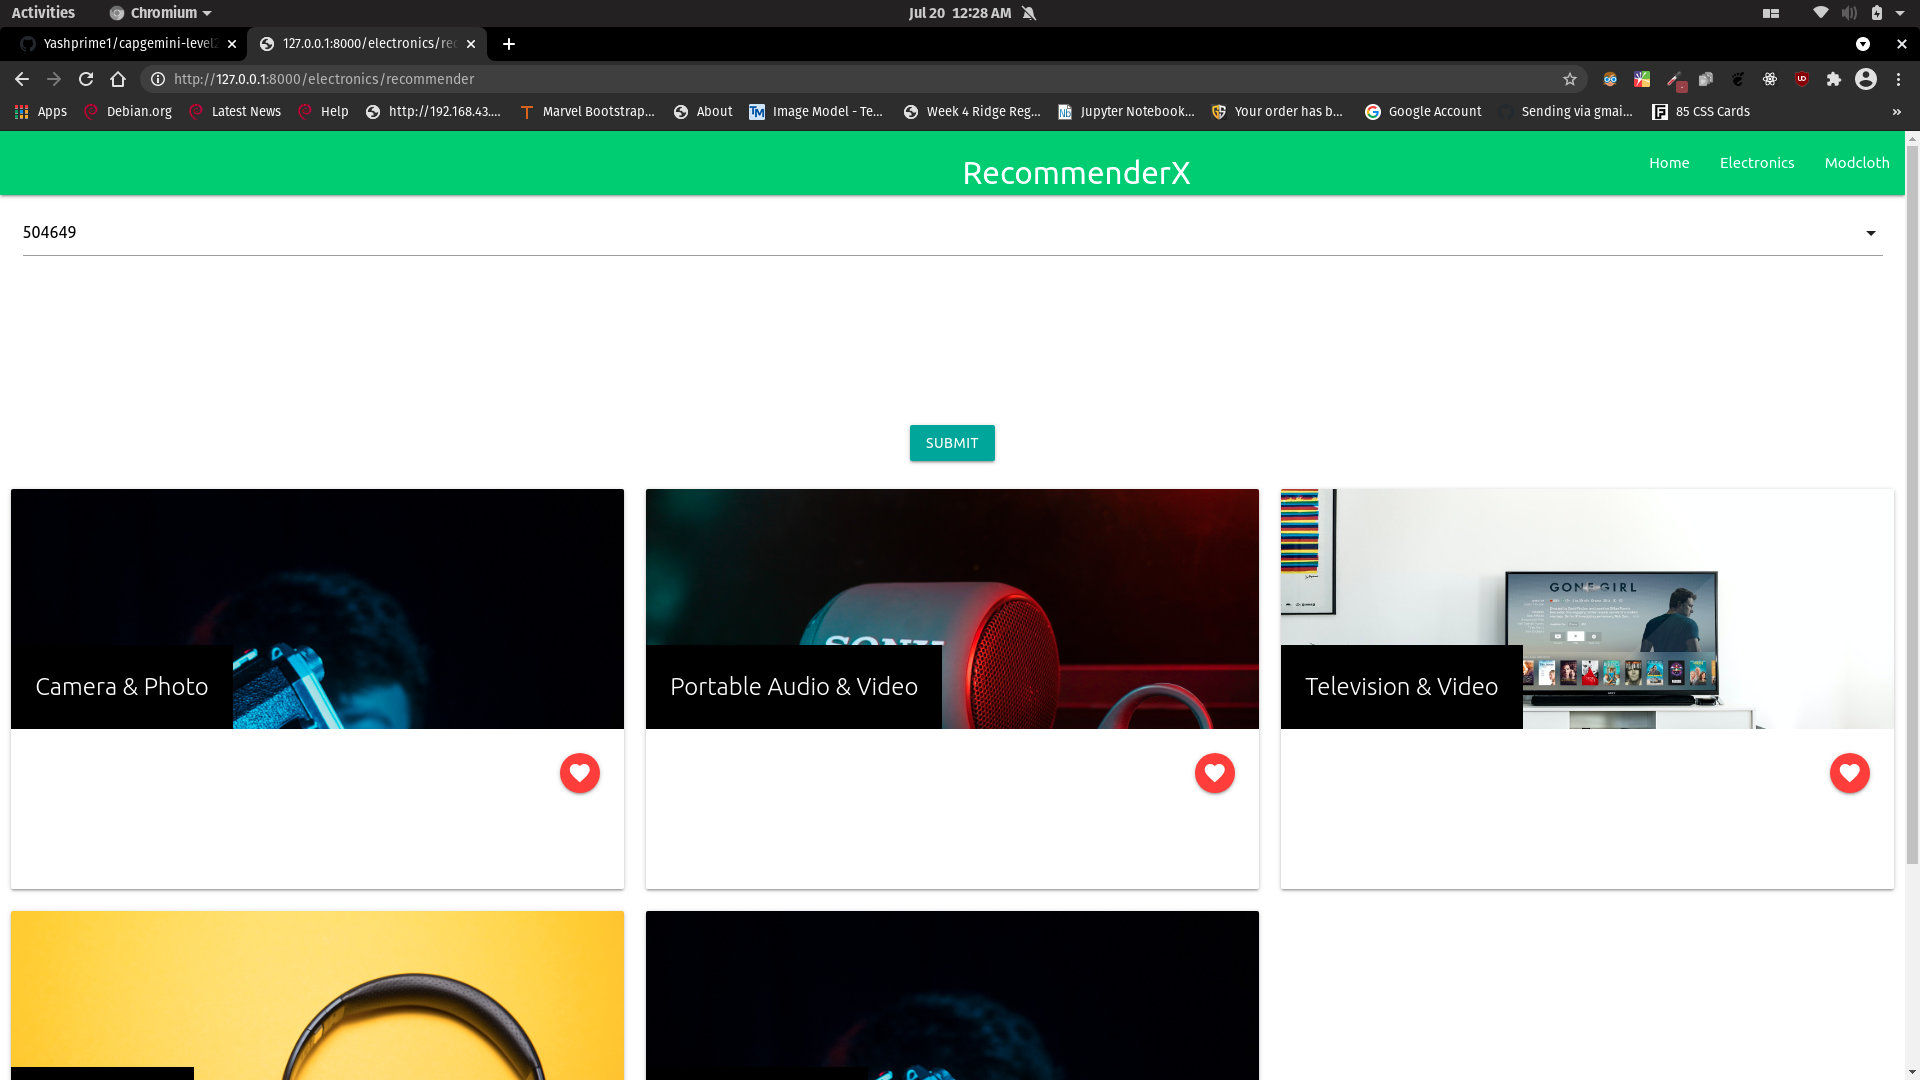 Activities
Chromium
Jul 20 12:28 AM
Yashprime1/capgemini-level2
127.0.0.1:8000/electronics/rec
http://127.0.0.1:8000/electronics/recommender
Apps
Debian.org
Latest News
Help
http://192.168.43....
Marvel Bootstrap...
About
Image Model - Te...
Week 4 Ridge Reg...
Jupyter Notebook...
Your order has b...
Google Account
Sending via gmai...
85 CSS Cards
»
RecommenderX
Home
Electronics
Modcloth
504649
SUBMIT
Camera & Photo
SONY
Portable Audio & Video
GONE GIRL
Television & Video